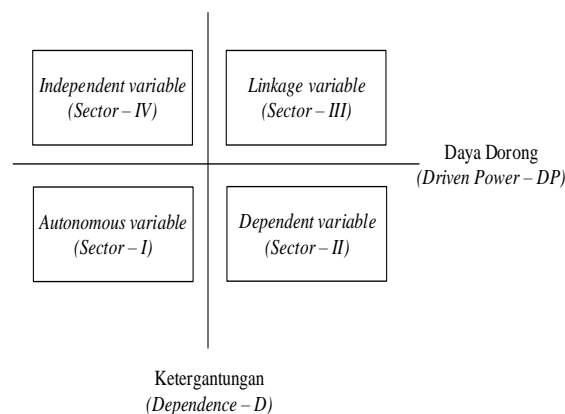 Independent variable
(Sector – IV)
Linkage variable
(Sector – III)
Daya Dorong
(Driven Power – DP)
Autonomous variable
(Sector – I)
Dependent variable
(Sector – II)
Ketergantungan
(Dependence – D)